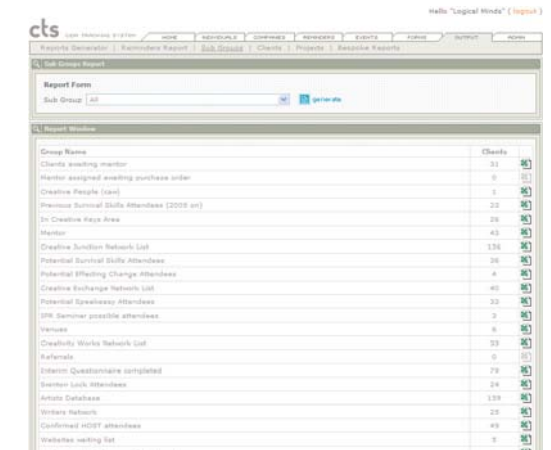 Hello "Logical Minds" ( logout )
cts USER TRACKING SYSTEM
HOME INDIVIDUALS COMPANIES REMINDERS EVENTS FORMS OUTPUT ADMIN
Reports Generator | Reminders Report | Sub Groups | Clients | Projects | Bespoke Reports
Sub Groups Report
Report Form
Sub Group All generate
Report Window
Group Name Clients
Clients awaiting mentor 31
Mentor assigned awaiting purchase order 0
Creative People (caw) 1
Previous Survival Skills Attendees (2005 on) 22
In Creative Keys Area 26
Mentor 43
Creative Junction Network List 136
Potential Survival Skills Attendees 36
Potential Effecting Change Attendees 4
Creative Exchange Network List 40
Potential Speakeasy Attendees 32
IPR Seminar possible attendees 3
Venues 6
Creativity Works Network List 53
Referrals 0
Interim Questionnaire completed 79
Lock Attendees 24
Artists Database 159
Writers Network 25
Confirmed HOST attendees 49
Websites waiting list 5